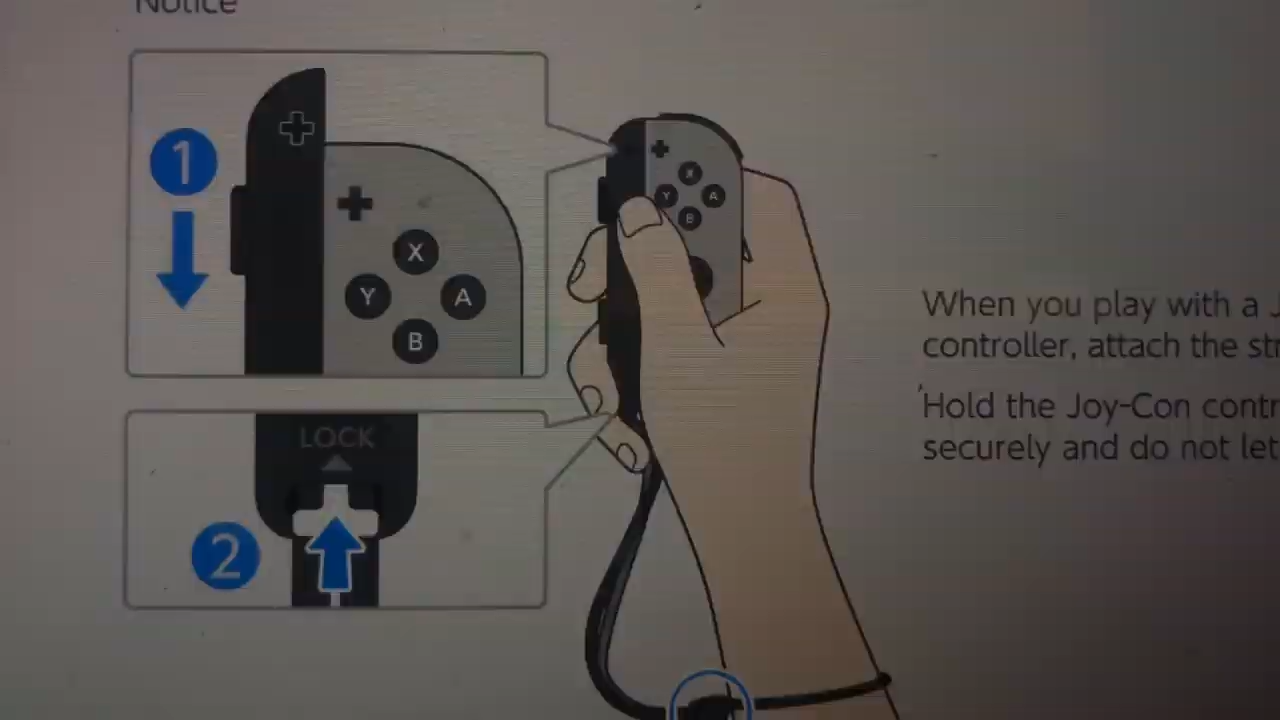 Notice
1
X
Y
A
B
X
Y
A
B
LOCK
2
When you play with a
controller, attach the
Hold the Joy-Con
securely and do not let